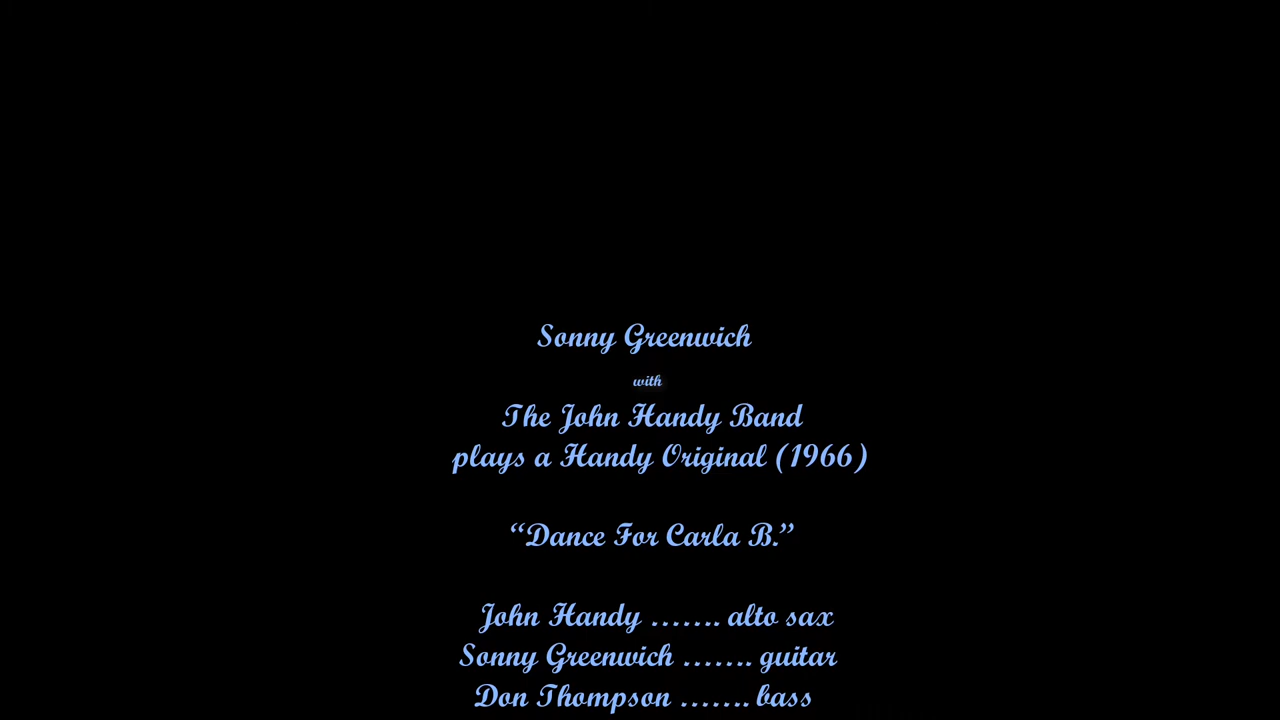 Sonny Greenwich
with
The John Handy Band
plays a Handy Original (1966)
“Dance For Carla B.”
John Handy ……. alto sax
Sonny Greenwich ……. guitar
Don Thompson ……. bass